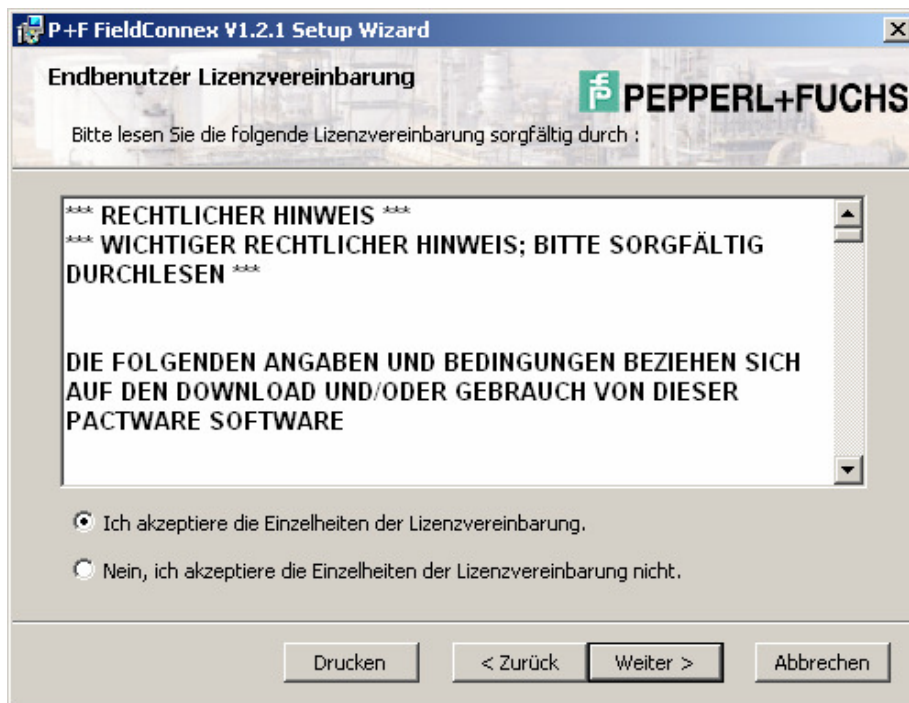 P+F FieldConnex V1.2.1 Setup Wizard
Endbenutzer Lizenzvereinbarung
PEPPERL+FUCHS
Bitte lesen Sie die folgende Lizenzvereinbarung sorgfältig durch :
*** RECHTLICHER HINWEIS ***
*** WICHTIGER RECHTLICHER HINWEIS; BITTE SORGFÄLTIG
DURCHLESEN ***
DIE FOLGENDEN ANGABEN UND BEDINGUNGEN BEZIEHEN SICH
AUF DEN DOWNLOAD UND/ODER GEBRAUCH VON DIESER
PACTWARE SOFTWARE
Ich akzeptiere die Einzelheiten der Lizenzvereinbarung.
Nein, ich akzeptiere die Einzelheiten der Lizenzvereinbarung nicht.
Drucken < Zurück Weiter > Abbrechen